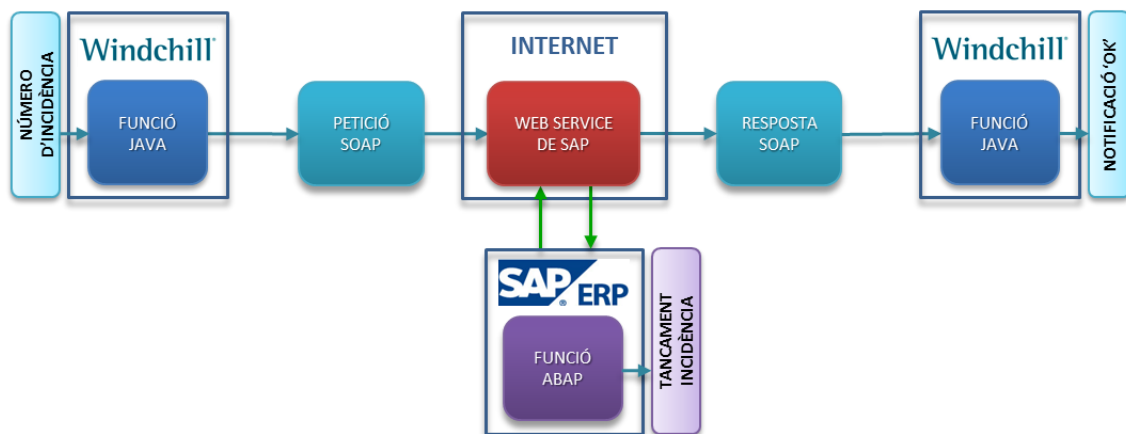 NÚMERO
D'INCIDÈNCIA
Windchill®
FUNCIÓ
JAVA
PETICIÓ
SOAP
INTERNET
WEB SERVICE
DE SAP
RESPOSTA
SOAP
Windchill®
FUNCIÓ
JAVA
NOTIFICACIÓ 'OK'
SAP® ERP
FUNCIÓ
ABAP
TANCAMENT
INCIDÈNCIA